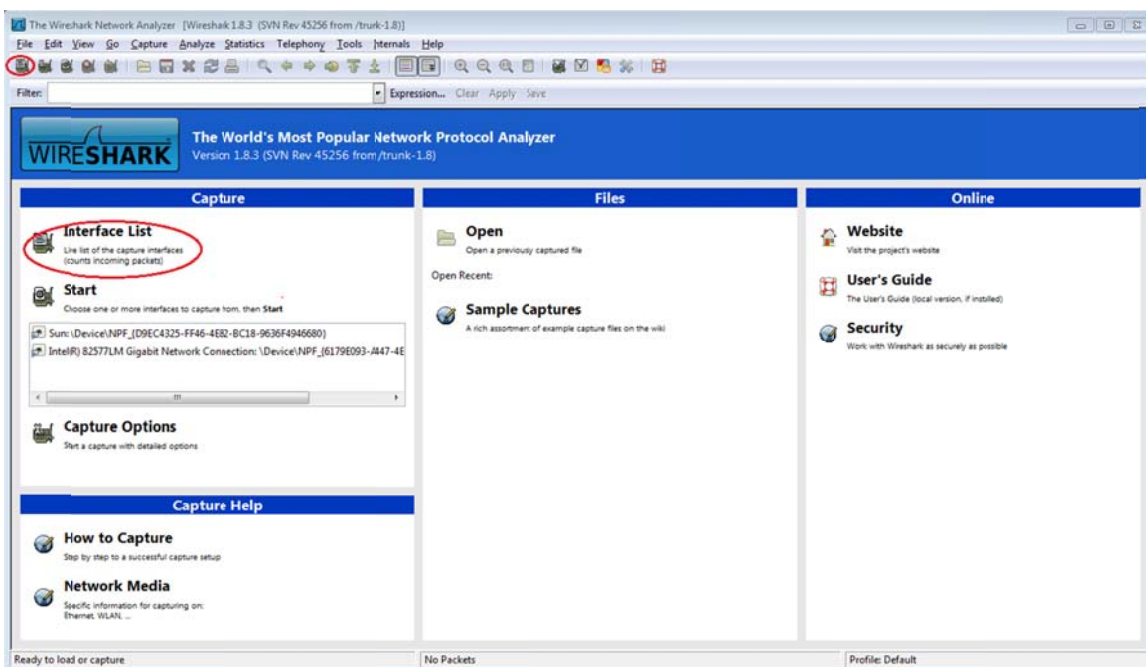 The Wireshark Network Analyzer [Wireshak 1.8.3 (SVN Rev 45256 from /trunk-1.8)]
File Edit View Go Capture Analyze Statistics Telephony Tools Internals Help
Filter: Expression... Clear Apply Save
WIRESHARK
The World's Most Popular Network Protocol Analyzer
Version 1.8.3 (SVN Rev 45256 from /trunk-1.8)
Capture
Interface List
Live list of the capture interfaces
(counts incoming packets)
Start
Choose one or more interfaces to capture from, then Start
Sun: \Device\NPF_{D9EC4325-FF46-4E82-BC18-9636F4946680}
Intel(R) 82577LM Gigabit Network Connection: \Device\NPF_{6179E093-A447-4E
Capture Options
Start a capture with detailed options
Capture Help
How to Capture
Step by step to a successful capture setup
Network Media
Specific information for capturing on:
Ethernet, WLAN, ...
Files
Open
Open a previously captured file
Open Recent:
Sample Captures
A rich assortment of example capture files on the wiki
Online
Website
Visit the project's website
User's Guide
The User's Guide (local version, if installed)
Security
Work with Wireshark as securely as possible
Ready to load or capture No Packets Profile: Default